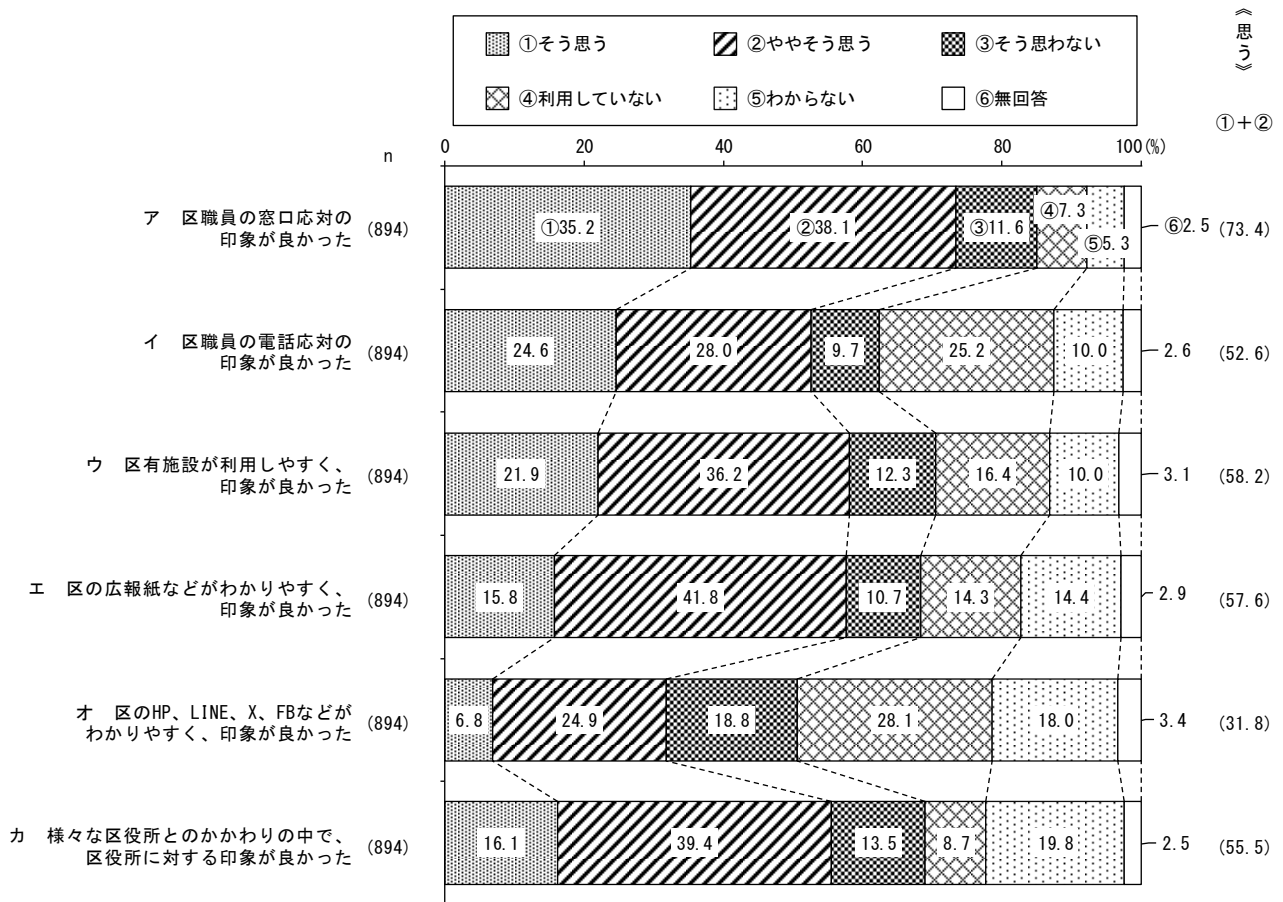 ①そう思う ②ややそう思う ③そう思わない
④利用していない ⑤わからない ⑥無回答
《思う》
①+②
n 0 20 40 60 80 100(%)
ア 区職員の窓口応対の
印象が良かった (894) ①35.2 ②38.1 ③11.6 ④7.3 ⑤5.3 ⑥2.5 (73.4)
イ 区職員の電話応対の
印象が良かった (894) 24.6 28.0 9.7 25.2 10.0 2.6 (52.6)
ウ 区有施設が利用しやすく、
印象が良かった (894) 21.9 36.2 12.3 16.4 10.0 3.1 (58.2)
エ 区の広報紙などがわかりやすく、
印象が良かった (894) 15.8 41.8 10.7 14.3 14.4 2.9 (57.6)
オ 区のHP、LINE、X、FBなどが
わかりやすく、印象が良かった (894) 6.8 24.9 18.8 28.1 18.0 3.4 (31.8)
カ 様々な区役所とのかかわりの中で、
区役所に対する印象が良かった (894) 16.1 39.4 13.5 8.7 19.8 2.5 (55.5)